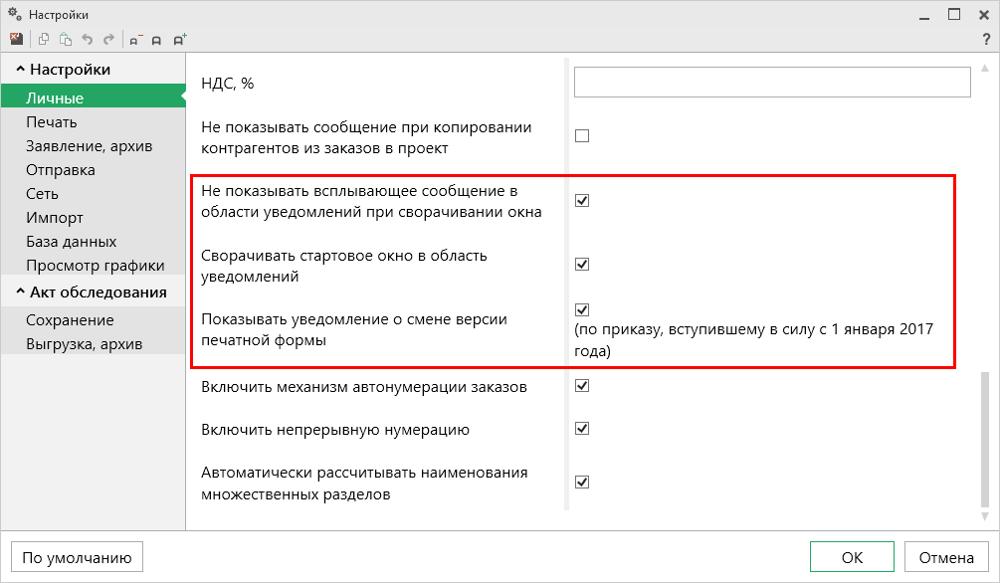 Настройки
?
Настройки
Личные
Печать
Заявление, архив
Отправка
Сеть
Импорт
База данных
Просмотр графики
Акт обследования
Сохранение
Выгрузка, архив
НДС, %
Не показывать сообщение при копировании
контрагентов из заказов в проект
Не показывать всплывающее сообщение в
области уведомлений при сворачивании окна
Сворачивать стартовое окно в область
уведомлений
Показывать уведомление о смене версии
печатной формы
(по приказу, вступившему в силу с 1 января 2017
года)
Включить механизм автонумерации заказов
Включить непрерывную нумерацию
Автоматически рассчитывать наименования
множественных разделов
По умолчанию
ОК
Отмена